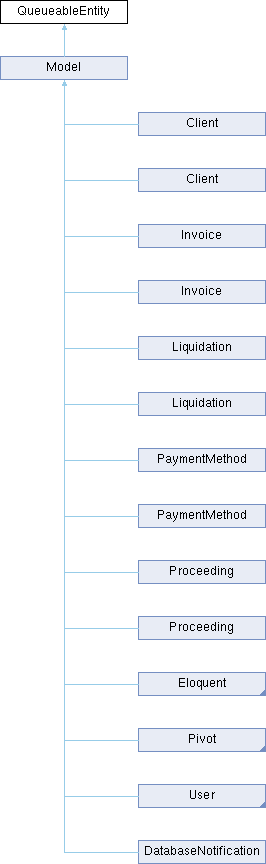 QueueableEntity
Model
Client
Client
Invoice
Invoice
Liquidation
Liquidation
PaymentMethod
PaymentMethod
Proceeding
Proceeding
Eloquent
Pivot
User
DatabaseNotification